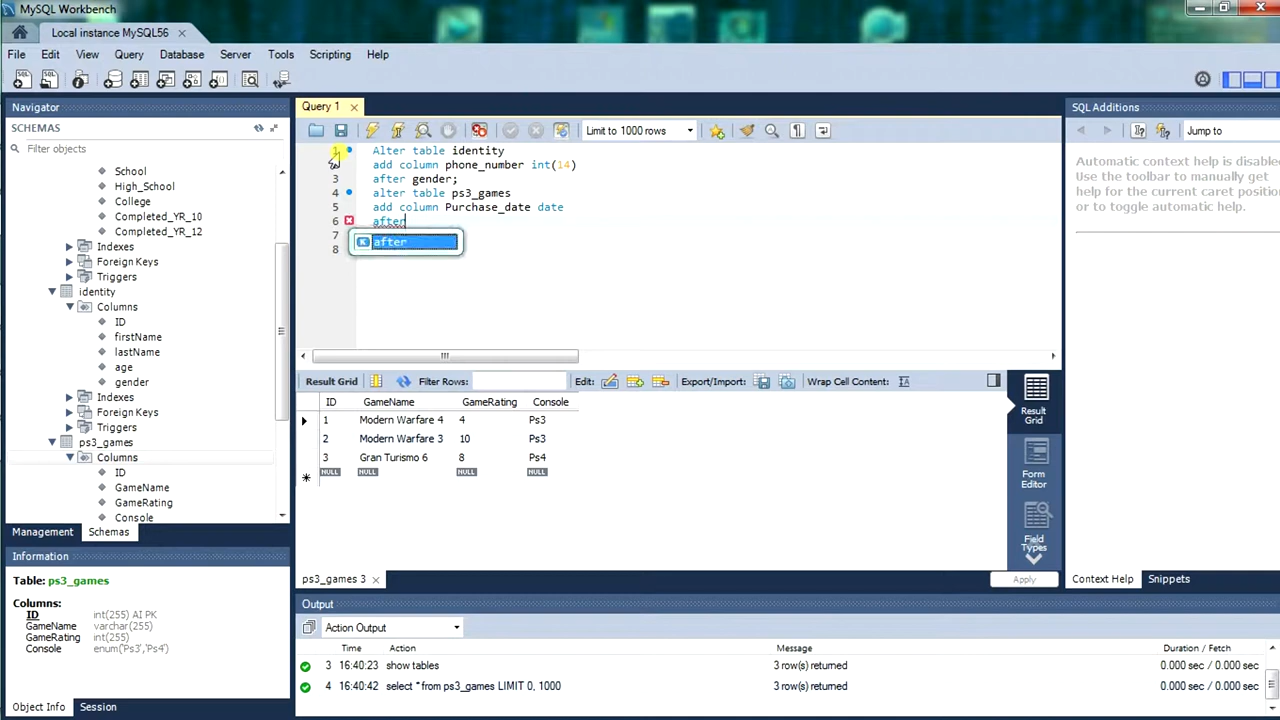 MySQL Workbench
Local instance MySQL56
File Edit View Query Database Server Tools Scripting Help
Navigator
SCHEMAS
Filter objects
School
High_School
College
Completed_YR_10
Completed_YR_12
Indexes
Foreign Keys
Triggers
identity
Columns
ID
firstName
lastName
age
gender
Indexes
Foreign Keys
Triggers
ps3_games
Columns
ID
GameName
GameRating
Console
Management Schemas
Information
Table: ps3_games
Columns:
ID int(255) AI PK
GameName varchar(255)
GameRating int(255)
Console enum('Ps3','Ps4')
Object Info Session
Query 1
Limit to 1000 rows
1 Alter table identity
2 add column phone_number int(14)
3 after gender;
4 alter table ps3_games
5 add column Purchase_date date
6 after
7 after
8
Result Grid Filter Rows: Edit: Export/Import: Wrap Cell Content:
ID GameName GameRating Console
1 Modern Warfare 4 4 Ps3
2 Modern Warfare 3 10 Ps3
3 Gran Turismo 6 8 Ps4
NULL NULL NULL NULL
Result Grid
Form Editor
Field Types
ps3_games 3
Apply
SQL Additions
Jump to
Automatic context help is disable
Use the toolbar to manually get
help for the current caret position
or to toggle automatic help.
Context Help Snippets
Output
Action Output
Time Action Message Duration / Fetch
3 16:40:23 show tables 3 row(s) returned 0.000 sec / 0.000 sec
4 16:40:42 select * from ps3_games LIMIT 0, 1000 3 row(s) returned 0.000 sec / 0.000 sec